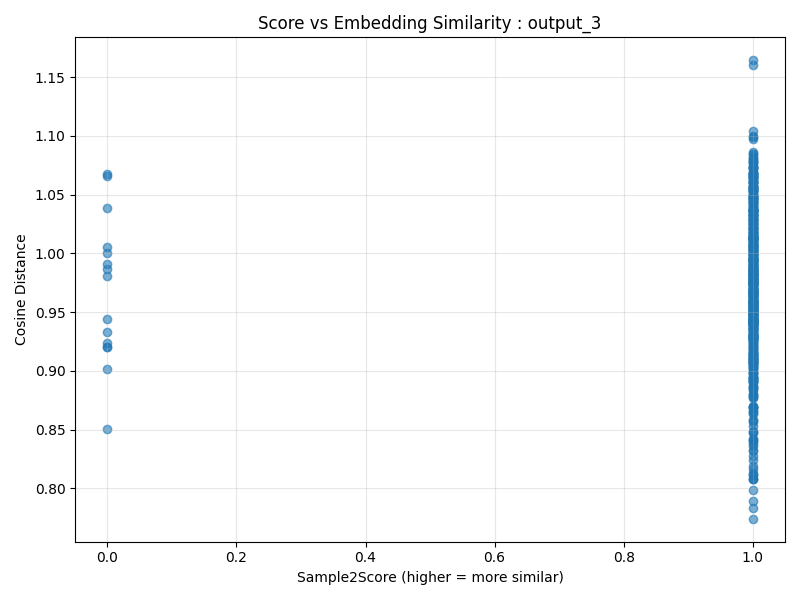 Score vs Embedding Similarity : output_3
Cosine Distance
1.15
1.10
1.05
1.00
0.95
0.90
0.85
0.80
0.0 0.2 0.4 0.6 0.8 1.0
Sample2Score (higher = more similar)